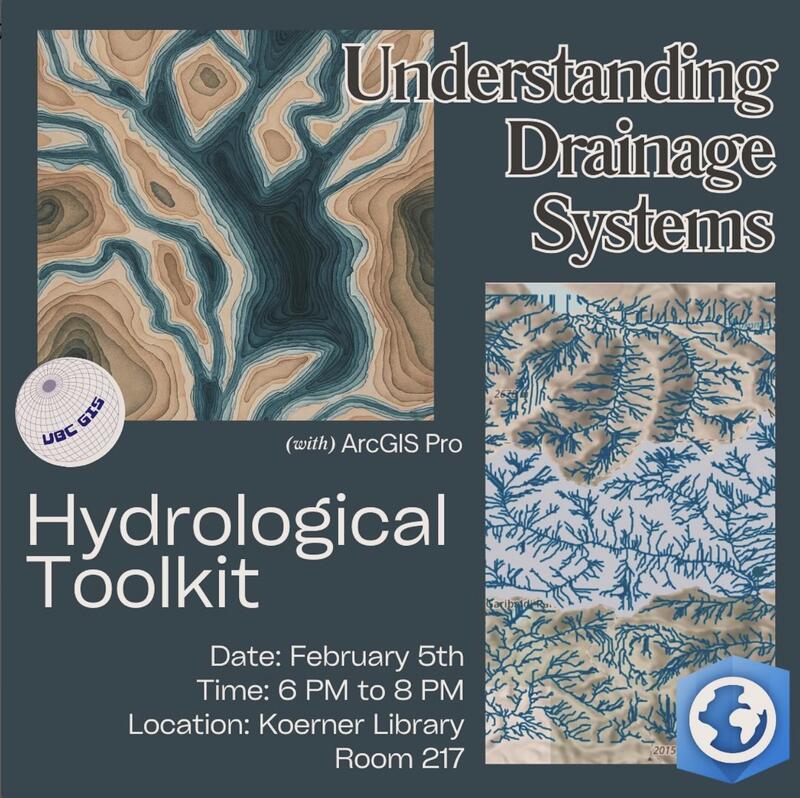 Understanding
Drainage
Systems
UBC GIS
(with) ArcGIS Pro
Hydrological
Toolkit
Date: February 5th
Time: 6 PM to 8 PM
Location: Koerner Library
Room 217
2015